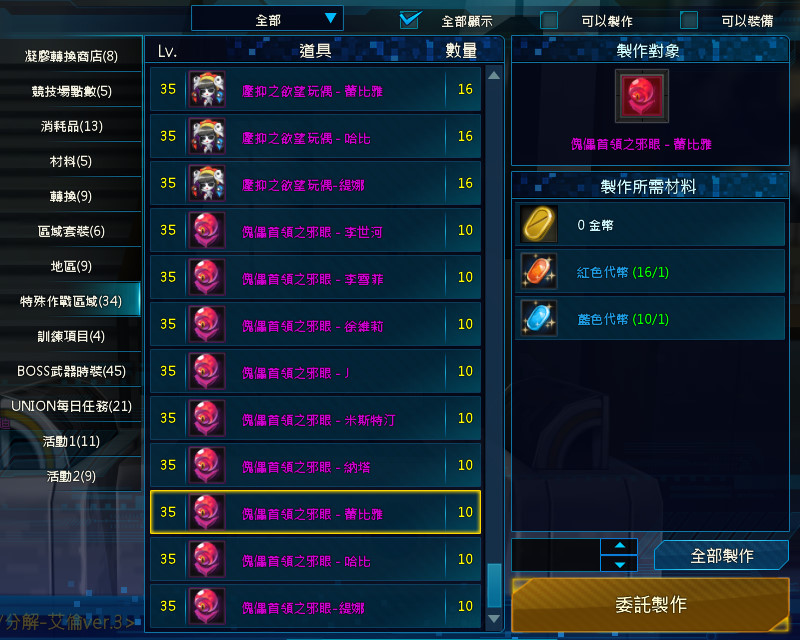 全部
全部顯示
可以製作
可以裝備
凝膠轉換商店(8)
競技場點數(5)
消耗品(13)
材料(5)
轉換(9)
區域套裝(6)
地區(9)
特殊作戰區域(34)
訓練項目(4)
BOSS武器時裝(45)
UNION每日任務(21)
活動1(11)
活動2(9)
/分解-艾倫ver.3>
Lv. 道具 數量
35 壓抑之欲望玩偶 - 蕾比雅 16
35 壓抑之欲望玩偶 - 哈比 16
35 壓抑之欲望玩偶-緹娜 16
35 傀儡首領之邪眼 - 李世河 10
35 傀儡首領之邪眼 - 李雪菲 10
35 傀儡首領之邪眼 - 徐維莉 10
35 傀儡首領之邪眼 - J 10
35 傀儡首領之邪眼 - 米斯特汀 10
35 傀儡首領之邪眼 - 納塔 10
35 傀儡首領之邪眼 - 蕾比雅 10
35 傀儡首領之邪眼 - 哈比 10
35 傀儡首領之邪眼-緹娜 10
製作對象
傀儡首領之邪眼 - 蕾比雅
製作所需材料
0 金幣
紅色代幣 (16/1)
藍色代幣 (10/1)
全部製作
委託製作